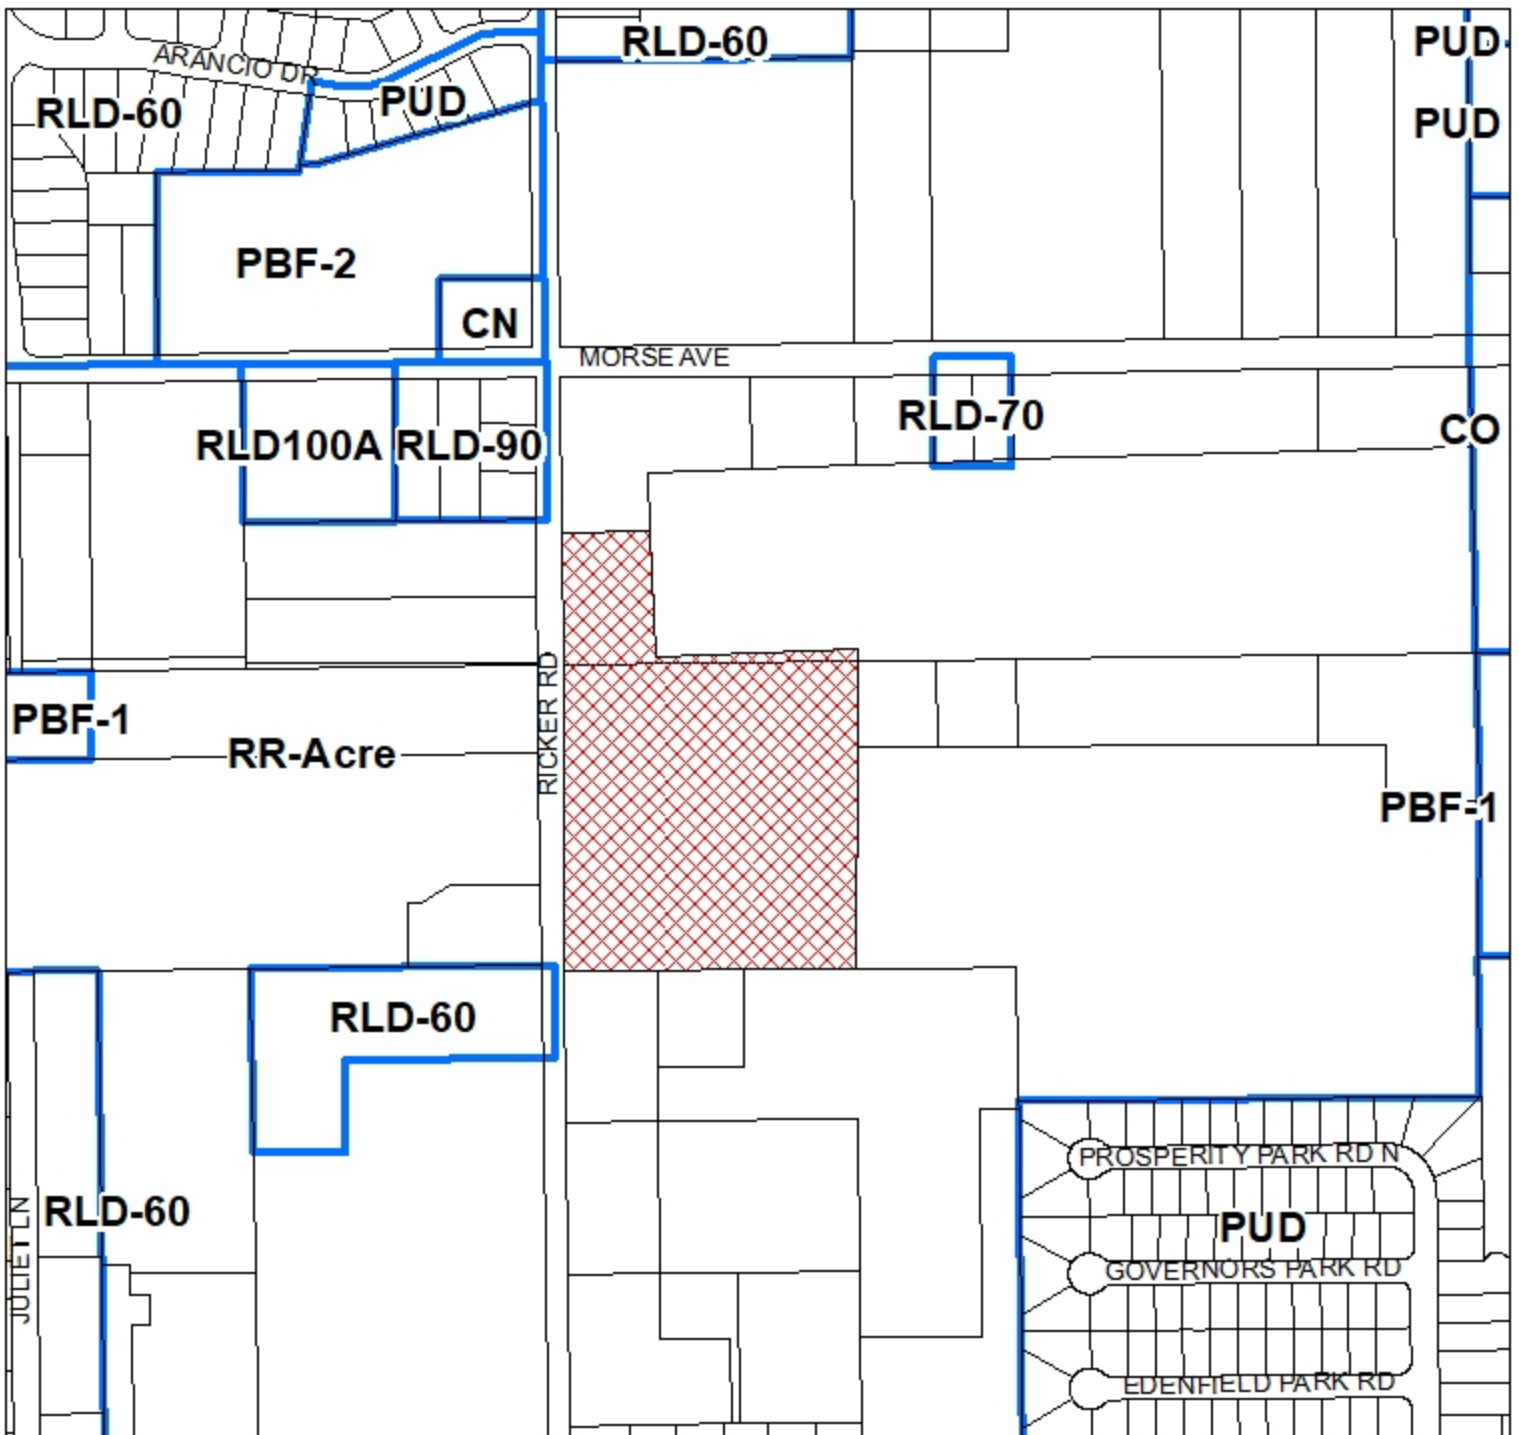 RLD-60
PUD
ARANCIO DR
PUD
RLD-60
PUD
PBF-2
CN
MORSE AVE
RLD-70
CO
RLD100A
RLD-90
RICKER RD
PBF-1
RR-Acre
PBF-1
RLD-60
PROSPERITY PARK RD N
RLD-60
PUD
JULIET LN
GOVERNORS PARK RD
EDENFIELD PARK RD